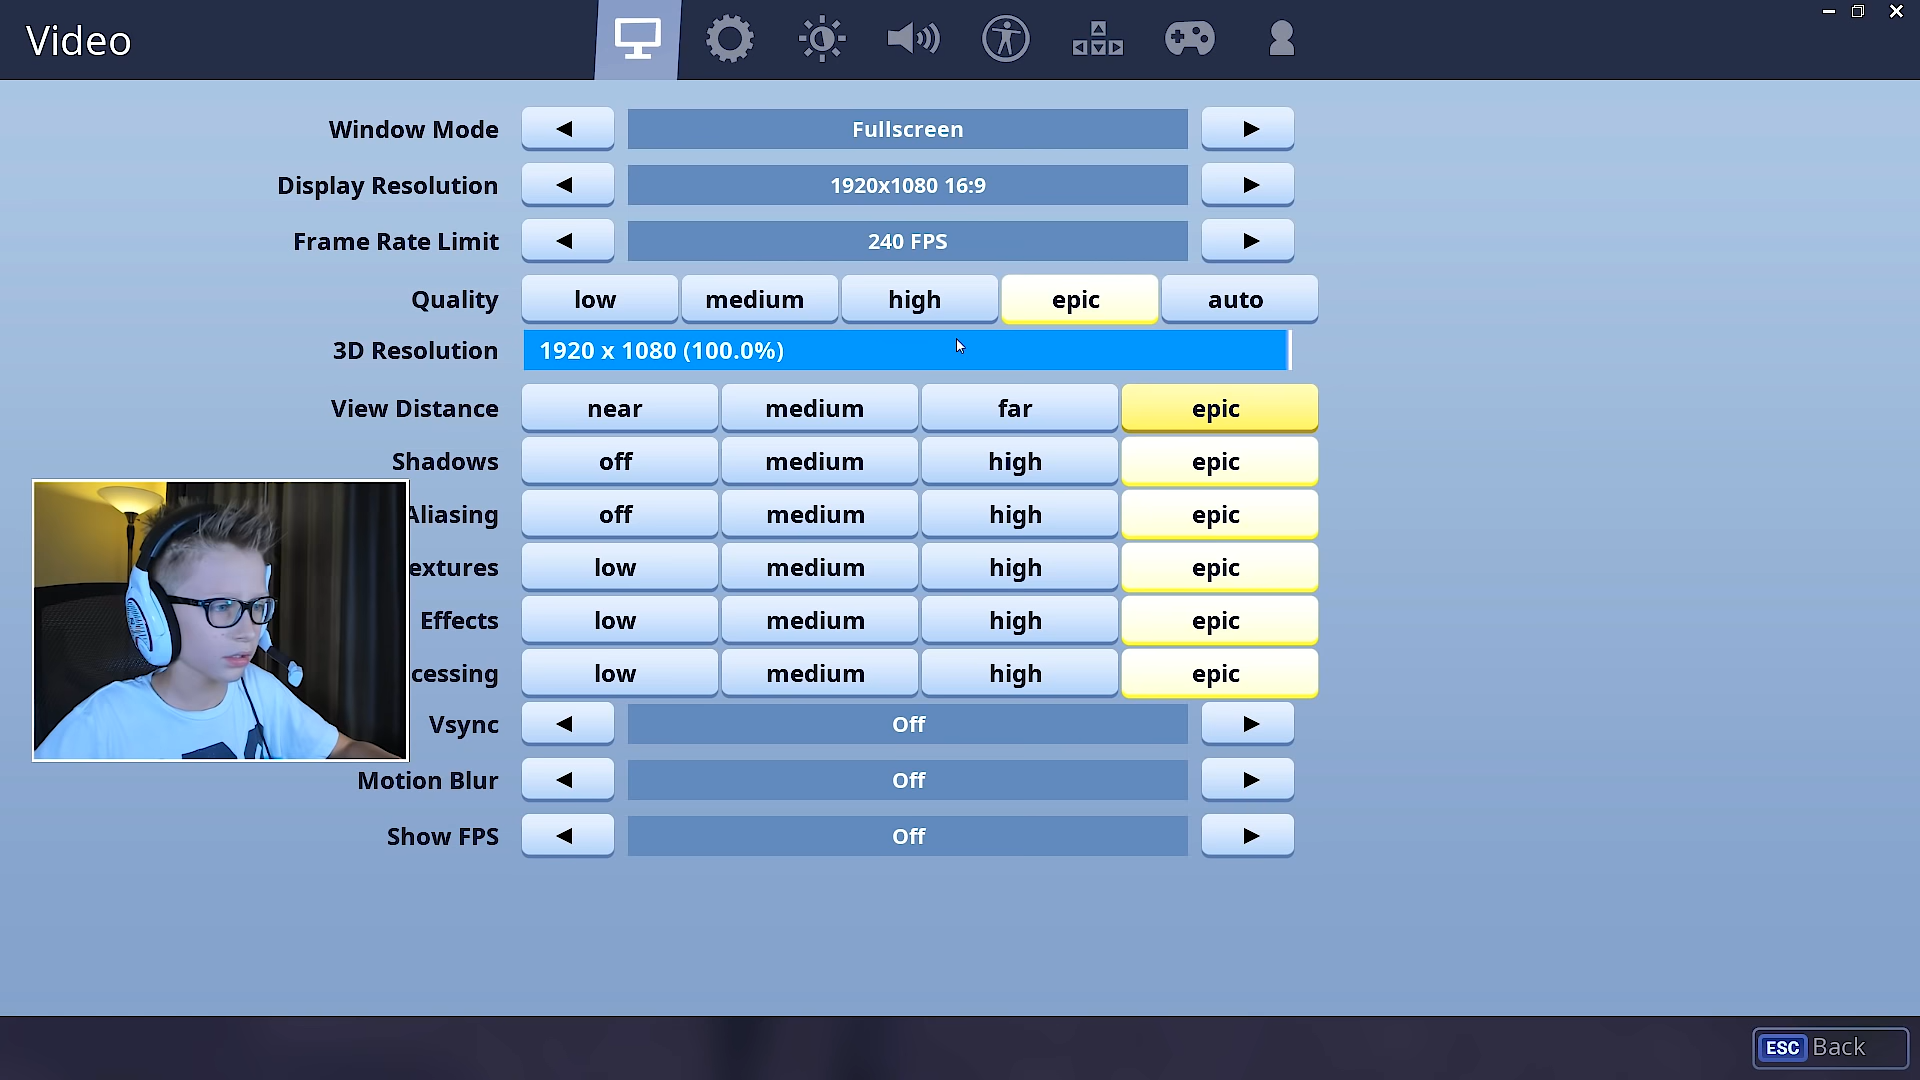 Video
Window Mode Fullscreen
Display Resolution 1920x1080 16:9
Frame Rate Limit 240 FPS
Quality low medium high epic auto
3D Resolution 1920 x 1080 (100.0%)
View Distance near medium far epic
Shadows off medium high epic
Aliasing off medium high epic
extures low medium high epic
Effects low medium high epic
cessing low medium high epic
Vsync Off
Motion Blur Off
Show FPS Off
ESC Back